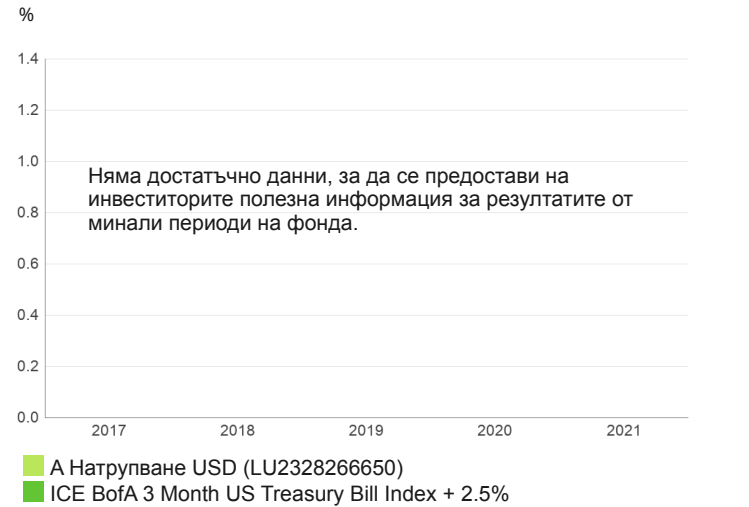 %
1.4
1.2
1.0
Няма достатъчно данни, за да се предостави на
инвеститорите полезна информация за резултатите от
0.8
минали периоди на фонда.
0.6
0.4
0.2
0.0
2017 2018 2019 2020 2021
А Натрупване USD (LU2328266650)
ICE BofA 3 Month US Treasury Bill Index + 2.5%